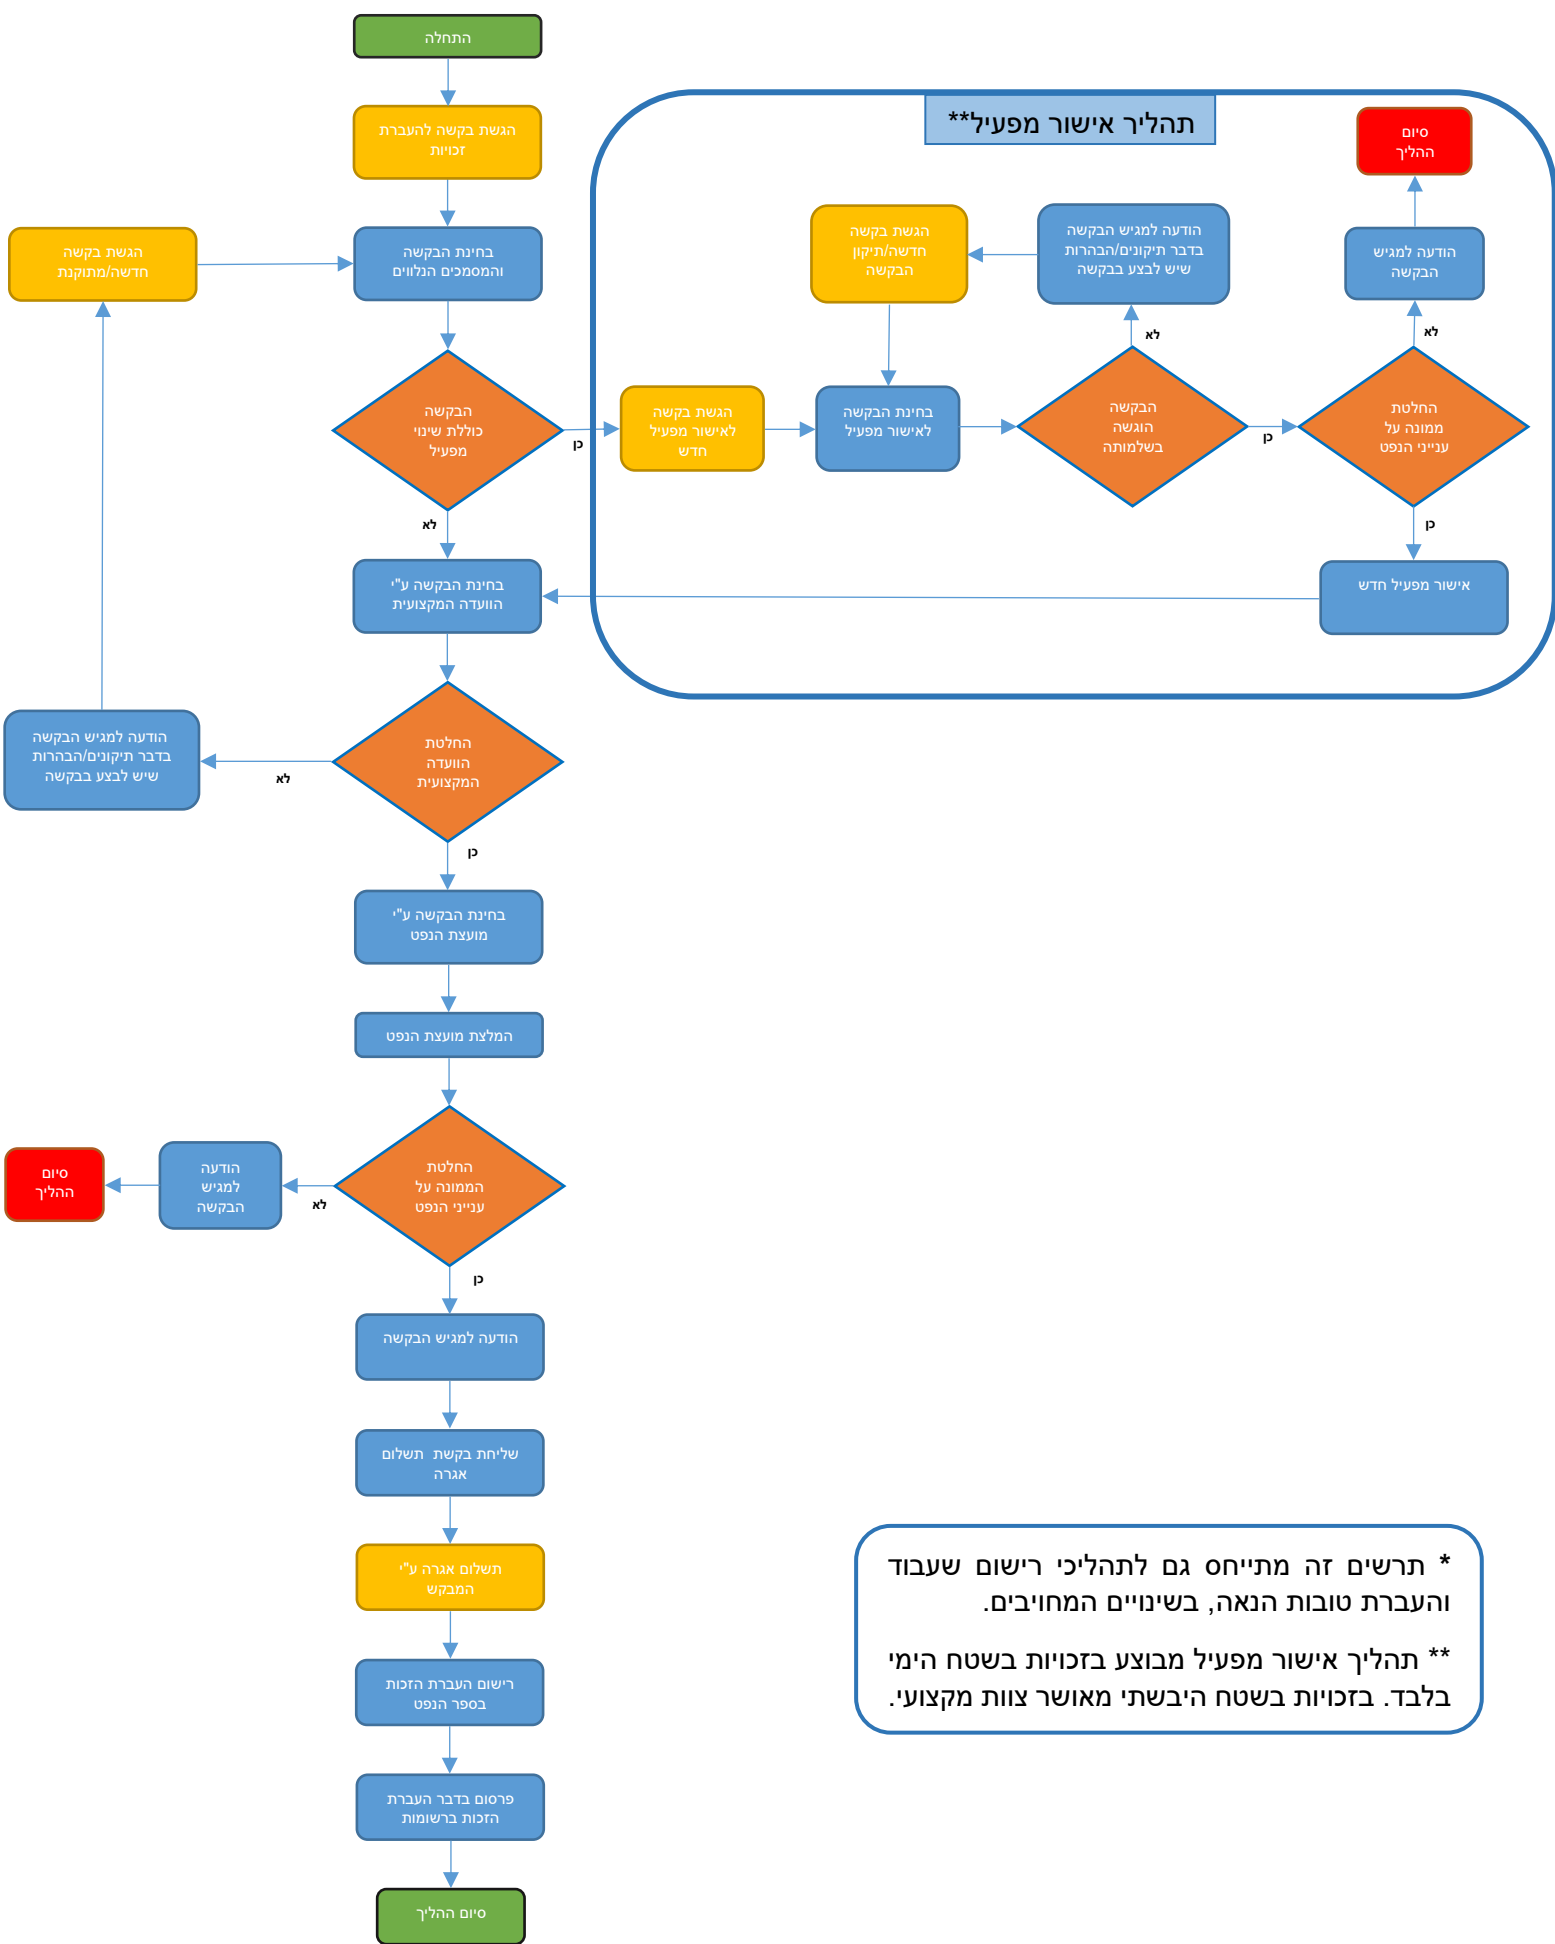 התחלה
הגשת בקשה להעברת
זכויות
בחינת הבקשה
והמסמכים הנלווים
הגשת בקשה
חדשה/מתוקנת
הבקשה
כוללת שינוי
מפעיל
כן
לא
תהליך אישור מפעיל**
הגשת בקשה
לאישור מפעיל
חדש
בחינת הבקשה
לאישור מפעיל
הגשת בקשה
חדשה/תיקון
הבקשה
הודעה למגיש הבקשה
בדבר תיקונים/הבהרות
שיש לבצע בבקשה
לא
הבקשה
הוגשה
בשלמותה
כן
החלטת
ממונה על
ענייני הנפט
לא
הודעה למגיש
הבקשה
סיום
ההליך
כן
אישור מפעיל חדש
בחינת הבקשה ע"י
הוועדה המקצועית
החלטת
הוועדה
המקצועית
לא
הודעה למגיש הבקשה
בדבר תיקונים/הבהרות
שיש לבצע בבקשה
כן
בחינת הבקשה ע"י
מועצת הנפט
המלצת מועצת הנפט
החלטת
הממונה על
ענייני הנפט
לא
הודעה
למגיש
הבקשה
סיום
ההליך
כן
הודעה למגיש הבקשה
שליחת בקשת תשלום
אגרה
תשלום אגרה ע"י
המבקש
רישום העברת הזכות
בספר הנפט
פרסום בדבר העברת
הזכות ברשומות
סיום ההליך
* תרשים זה מתייחס גם לתהליכי רישום שעבוד
והעברת טובות הנאה, בשינויים המחויבים.
** תהליך אישור מפעיל מבוצע בזכויות בשטח הימי
בלבד. בזכויות בשטח היבשתי מאושר צוות מקצועי.